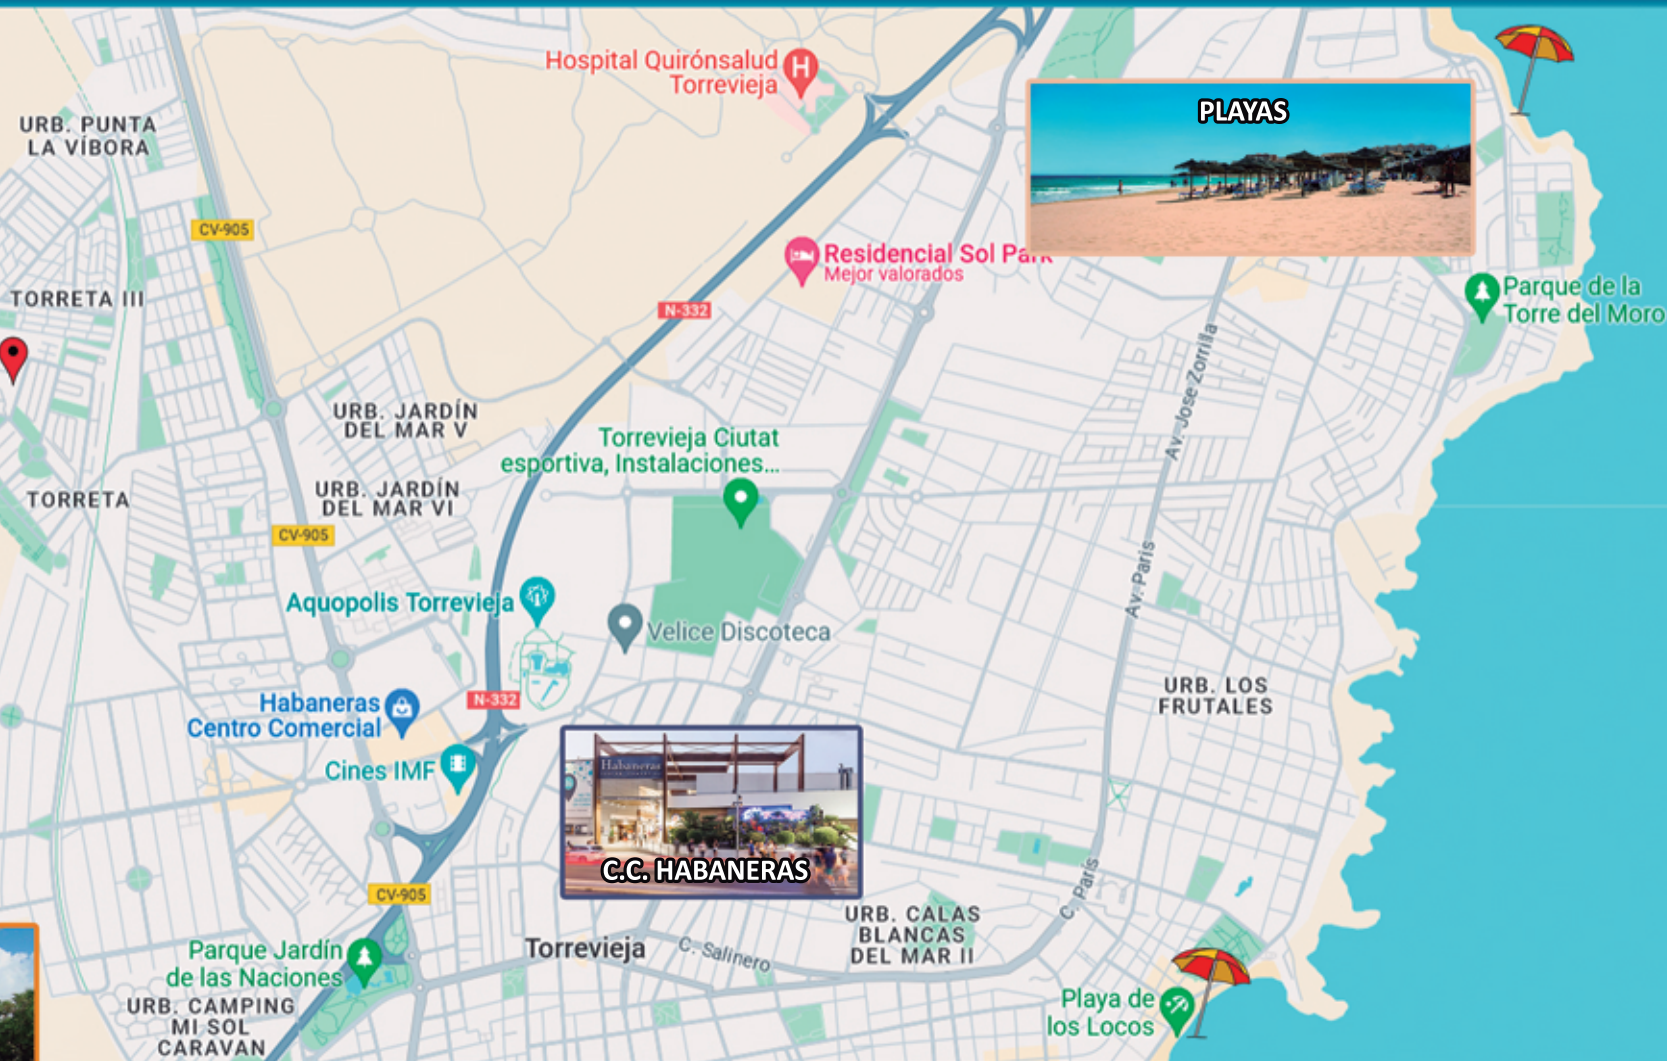 Hospital Quirónsalud
Torrevieja
PLAYAS
URB. PUNTA
LA VÍBORA
CV-905
Residencial Sol Park
Mejor valorados
Parque de la
Torre del Moro
TORRETA III
N-332
Av. Jose Zorrilla
URB. JARDÍN
DEL MAR V
Torrevieja Ciutat
esportiva, Instalaciones...
URB. JARDÍN
DEL MAR VI
TORRETA
CV-905
Av. Paris
Aquopolis Torrevieja
Velice Discoteca
URB. LOS
FRUTALES
N-332
Habaneras
Centro Comercial
Cines IMF
Habaneras
C.C. HABANERAS
CV-905
C. Paris
URB. CALAS
BLANCAS
DEL MAR II
Torrevieja
C. Salinero
Parque Jardín
de las Naciones
URB. CAMPING
MI SOL
CARAVAN
Playa de
los Locos